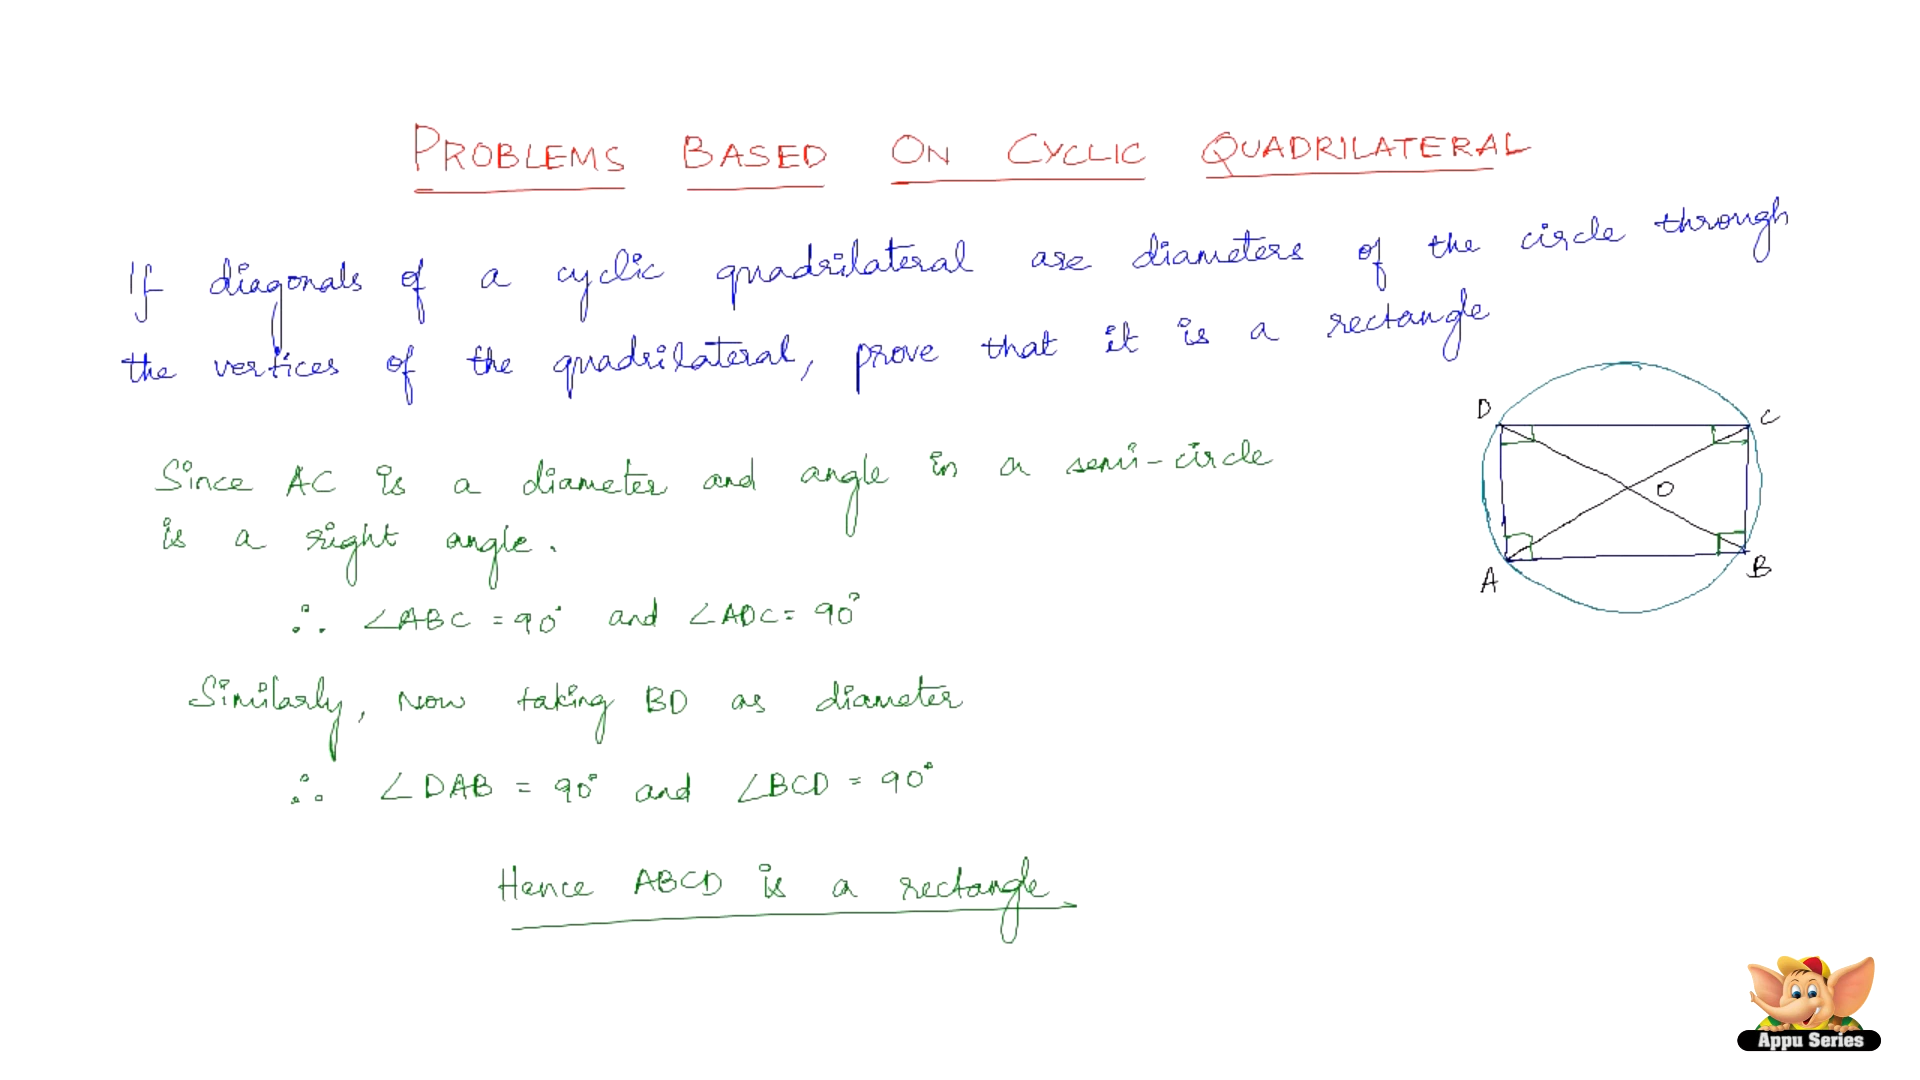 PROBLEMS BASED ON CYCLIC QUADRILATERAL
If diagonals of a cyclic quadrilateral are diameters of the circle through
the vertices of the quadrilateral, prove that it is a rectangle
Since AC is a diameter and angle in a semi-circle
is a right angle.
∴ ∠ABC = 90° and ∠ADC = 90°
Similarly, Now taking BD as diameter
∴ ∠DAB = 90° and ∠BCD = 90°
Hence ABCD is a rectangle
D
C
O
A
B
Appu Series